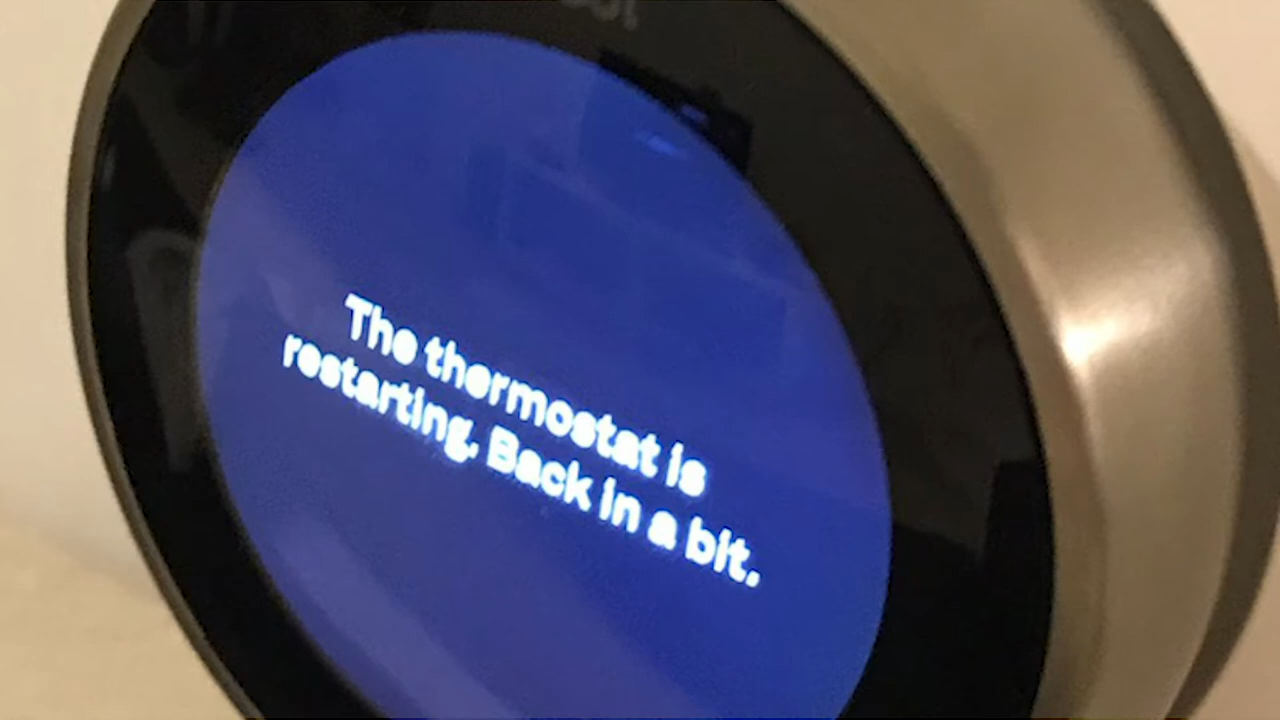 The thermostat is
restarting. Back in a bit.